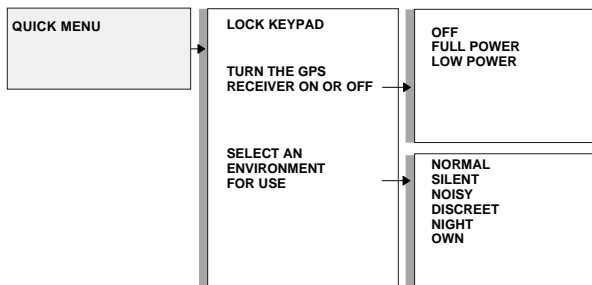 QUICK MENU
LOCK KEYPAD
TURN THE GPS
RECEIVER ON OR OFF
OFF
FULL POWER
LOW POWER
SELECT AN
ENVIRONMENT
FOR USE
NORMAL
SILENT
NOISY
DISCREET
NIGHT
OWN